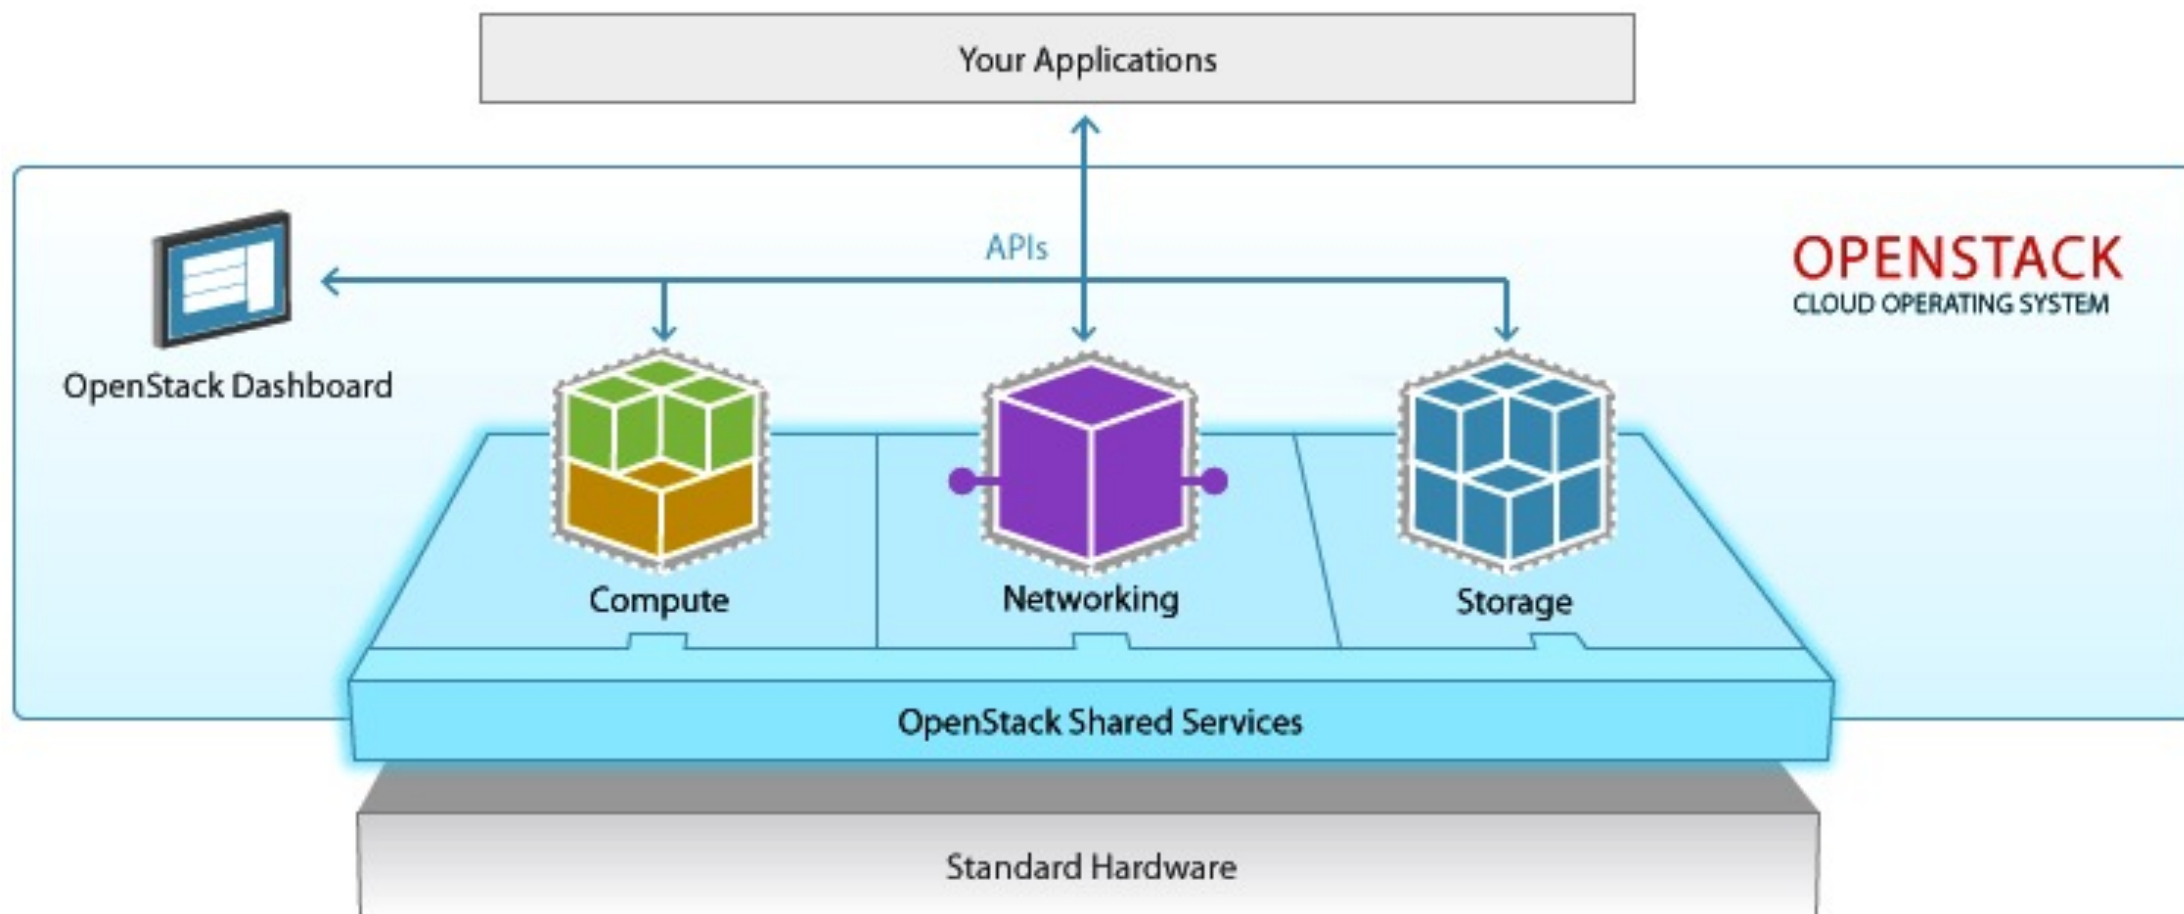 Your Applications
APIs
OPENSTACK
CLOUD OPERATING SYSTEM
OpenStack Dashboard
Compute
Networking
Storage
OpenStack Shared Services
Standard Hardware